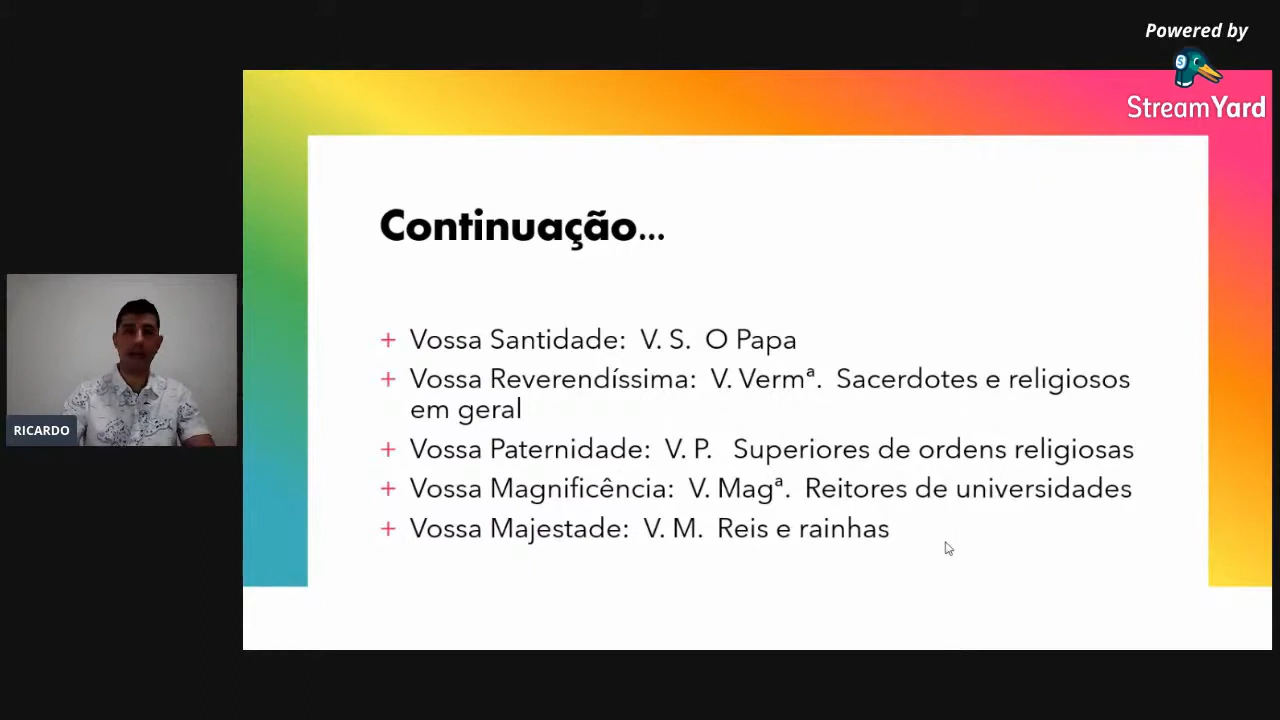 Powered by
StreamYard
Continuação...
+ Vossa Santidade: V. S. O Papa
+ Vossa Reverendíssima: V. Vermª. Sacerdotes e religiosos
em geral
+ Vossa Paternidade: V. P. Superiores de ordens religiosas
+ Vossa Magnificência: V. Magª. Reitores de universidades
+ Vossa Majestade: V. M. Reis e rainhas
RICARDO